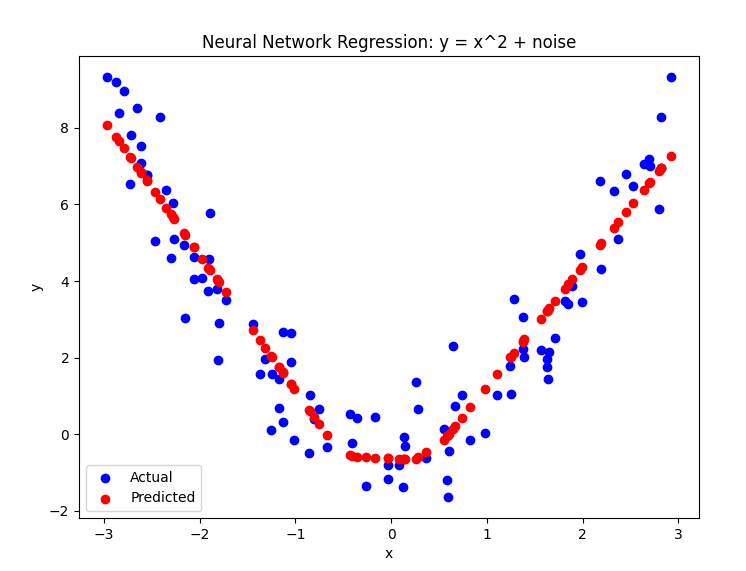 Neural Network Regression: y = x^2 + noise
8
6
4
2
0
−2
y
Actual
Predicted
−3 −2 −1 0 1 2 3
x